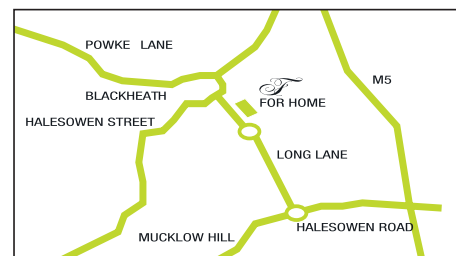 POWKE LANE
M5
F
BLACKHEATH
FOR HOME
HALESOWEN STREET
LONG LANE
HALESOWEN ROAD
MUCKLOW HILL